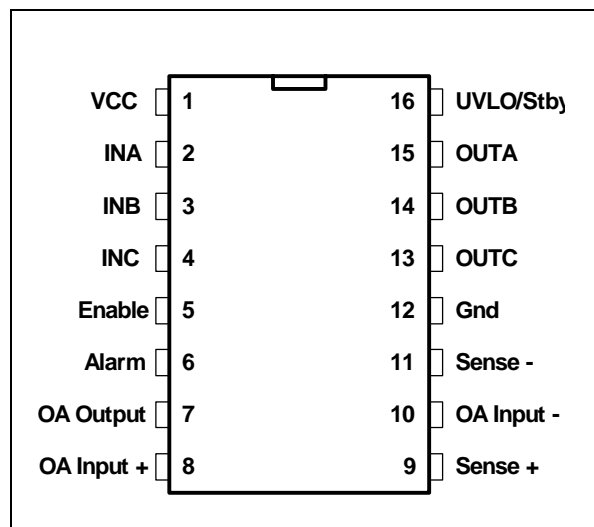 VCC 1 16 UVLO/Stby
INA 2 15 OUTA
INB 3 14 OUTB
INC 4 13 OUTC
Enable 5 12 Gnd
Alarm 6 11 Sense -
OA Output 7 10 OA Input -
OA Input + 8 9 Sense +